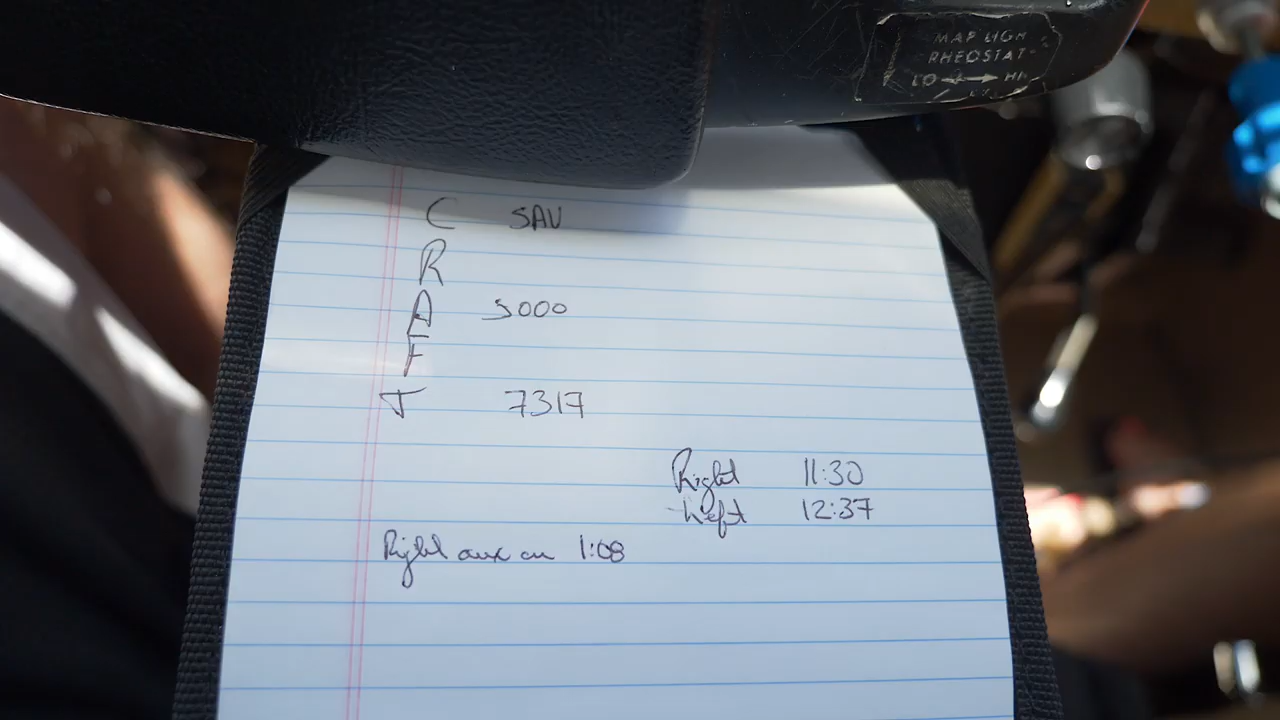 MAP LIGH
RHEOSTAT
LO ↔ HI
C SAV
R
A 5000
F
T 7317
Right 11:30
Left 12:37
Right aux on 1:08